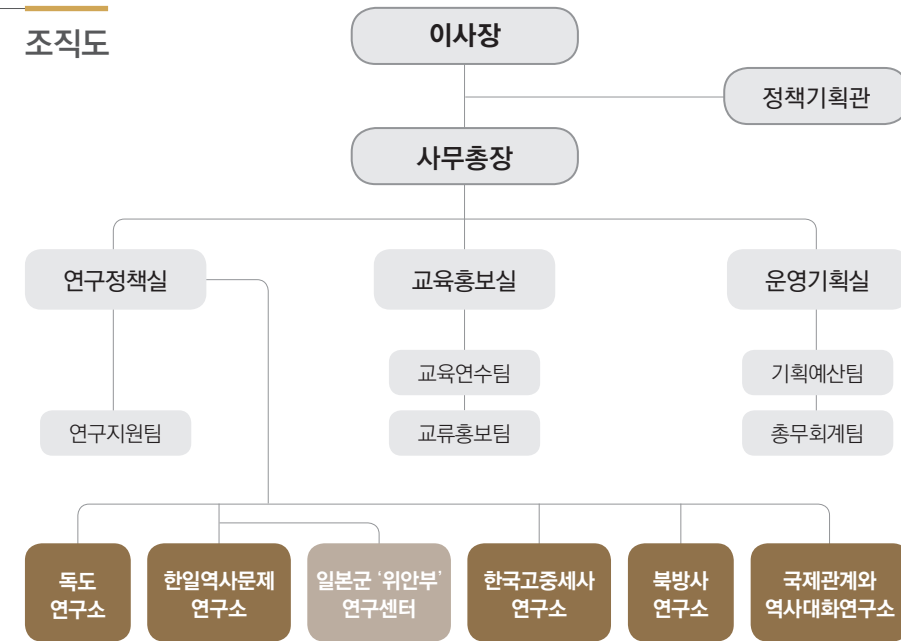 조직도
이사장
정책기획관
사무총장
연구정책실
교육홍보실
운영기획실
교육연수팀
기획예산팀
연구지원팀
교류홍보팀
총무회계팀
독도
연구소
한일역사문제
연구소
일본군 ‘위안부’
연구센터
한국고중세사
연구소
북방사
연구소
국제관계와
역사대화연구소